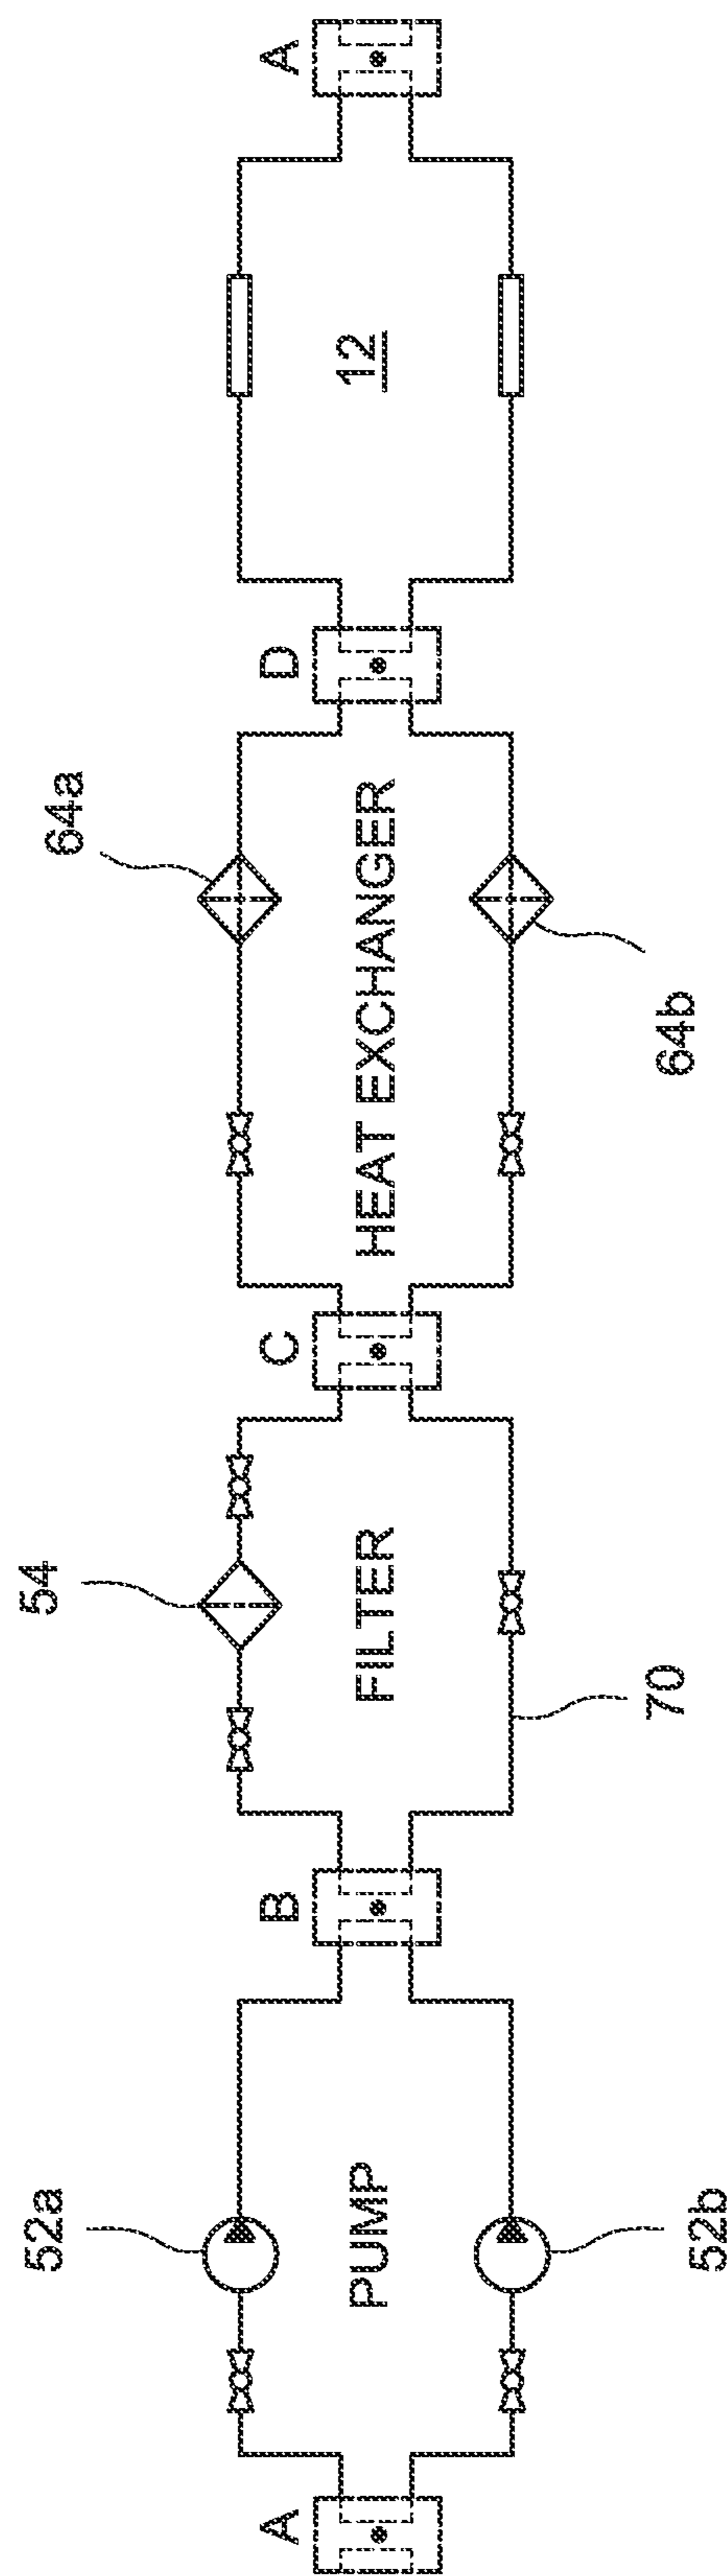 A
52a
PUMP
52b
B
54
FILTER
70
C
64a
HEAT EXCHANGER
64b
D
12
A